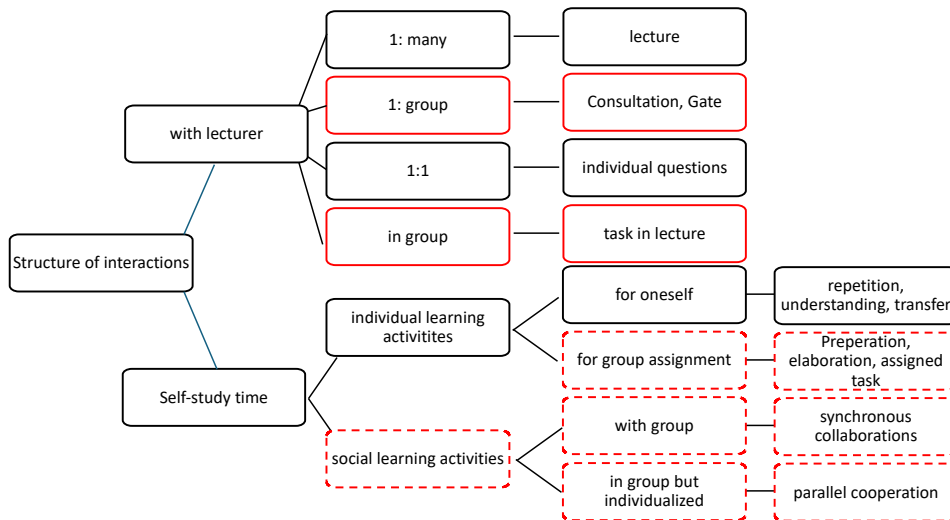 1: many
lecture
1: group
Consultation, Gate
with lecturer
1:1
individual questions
in group
task in lecture
Structure of interactions
for oneself
repetition,
understanding, transfer
individual learning
activitites
for group assignment
Preperation,
elaboration, assigned
task
Self-study time
with group
synchronous
collaborations
social learning activities
in group but
individualized
parallel cooperation